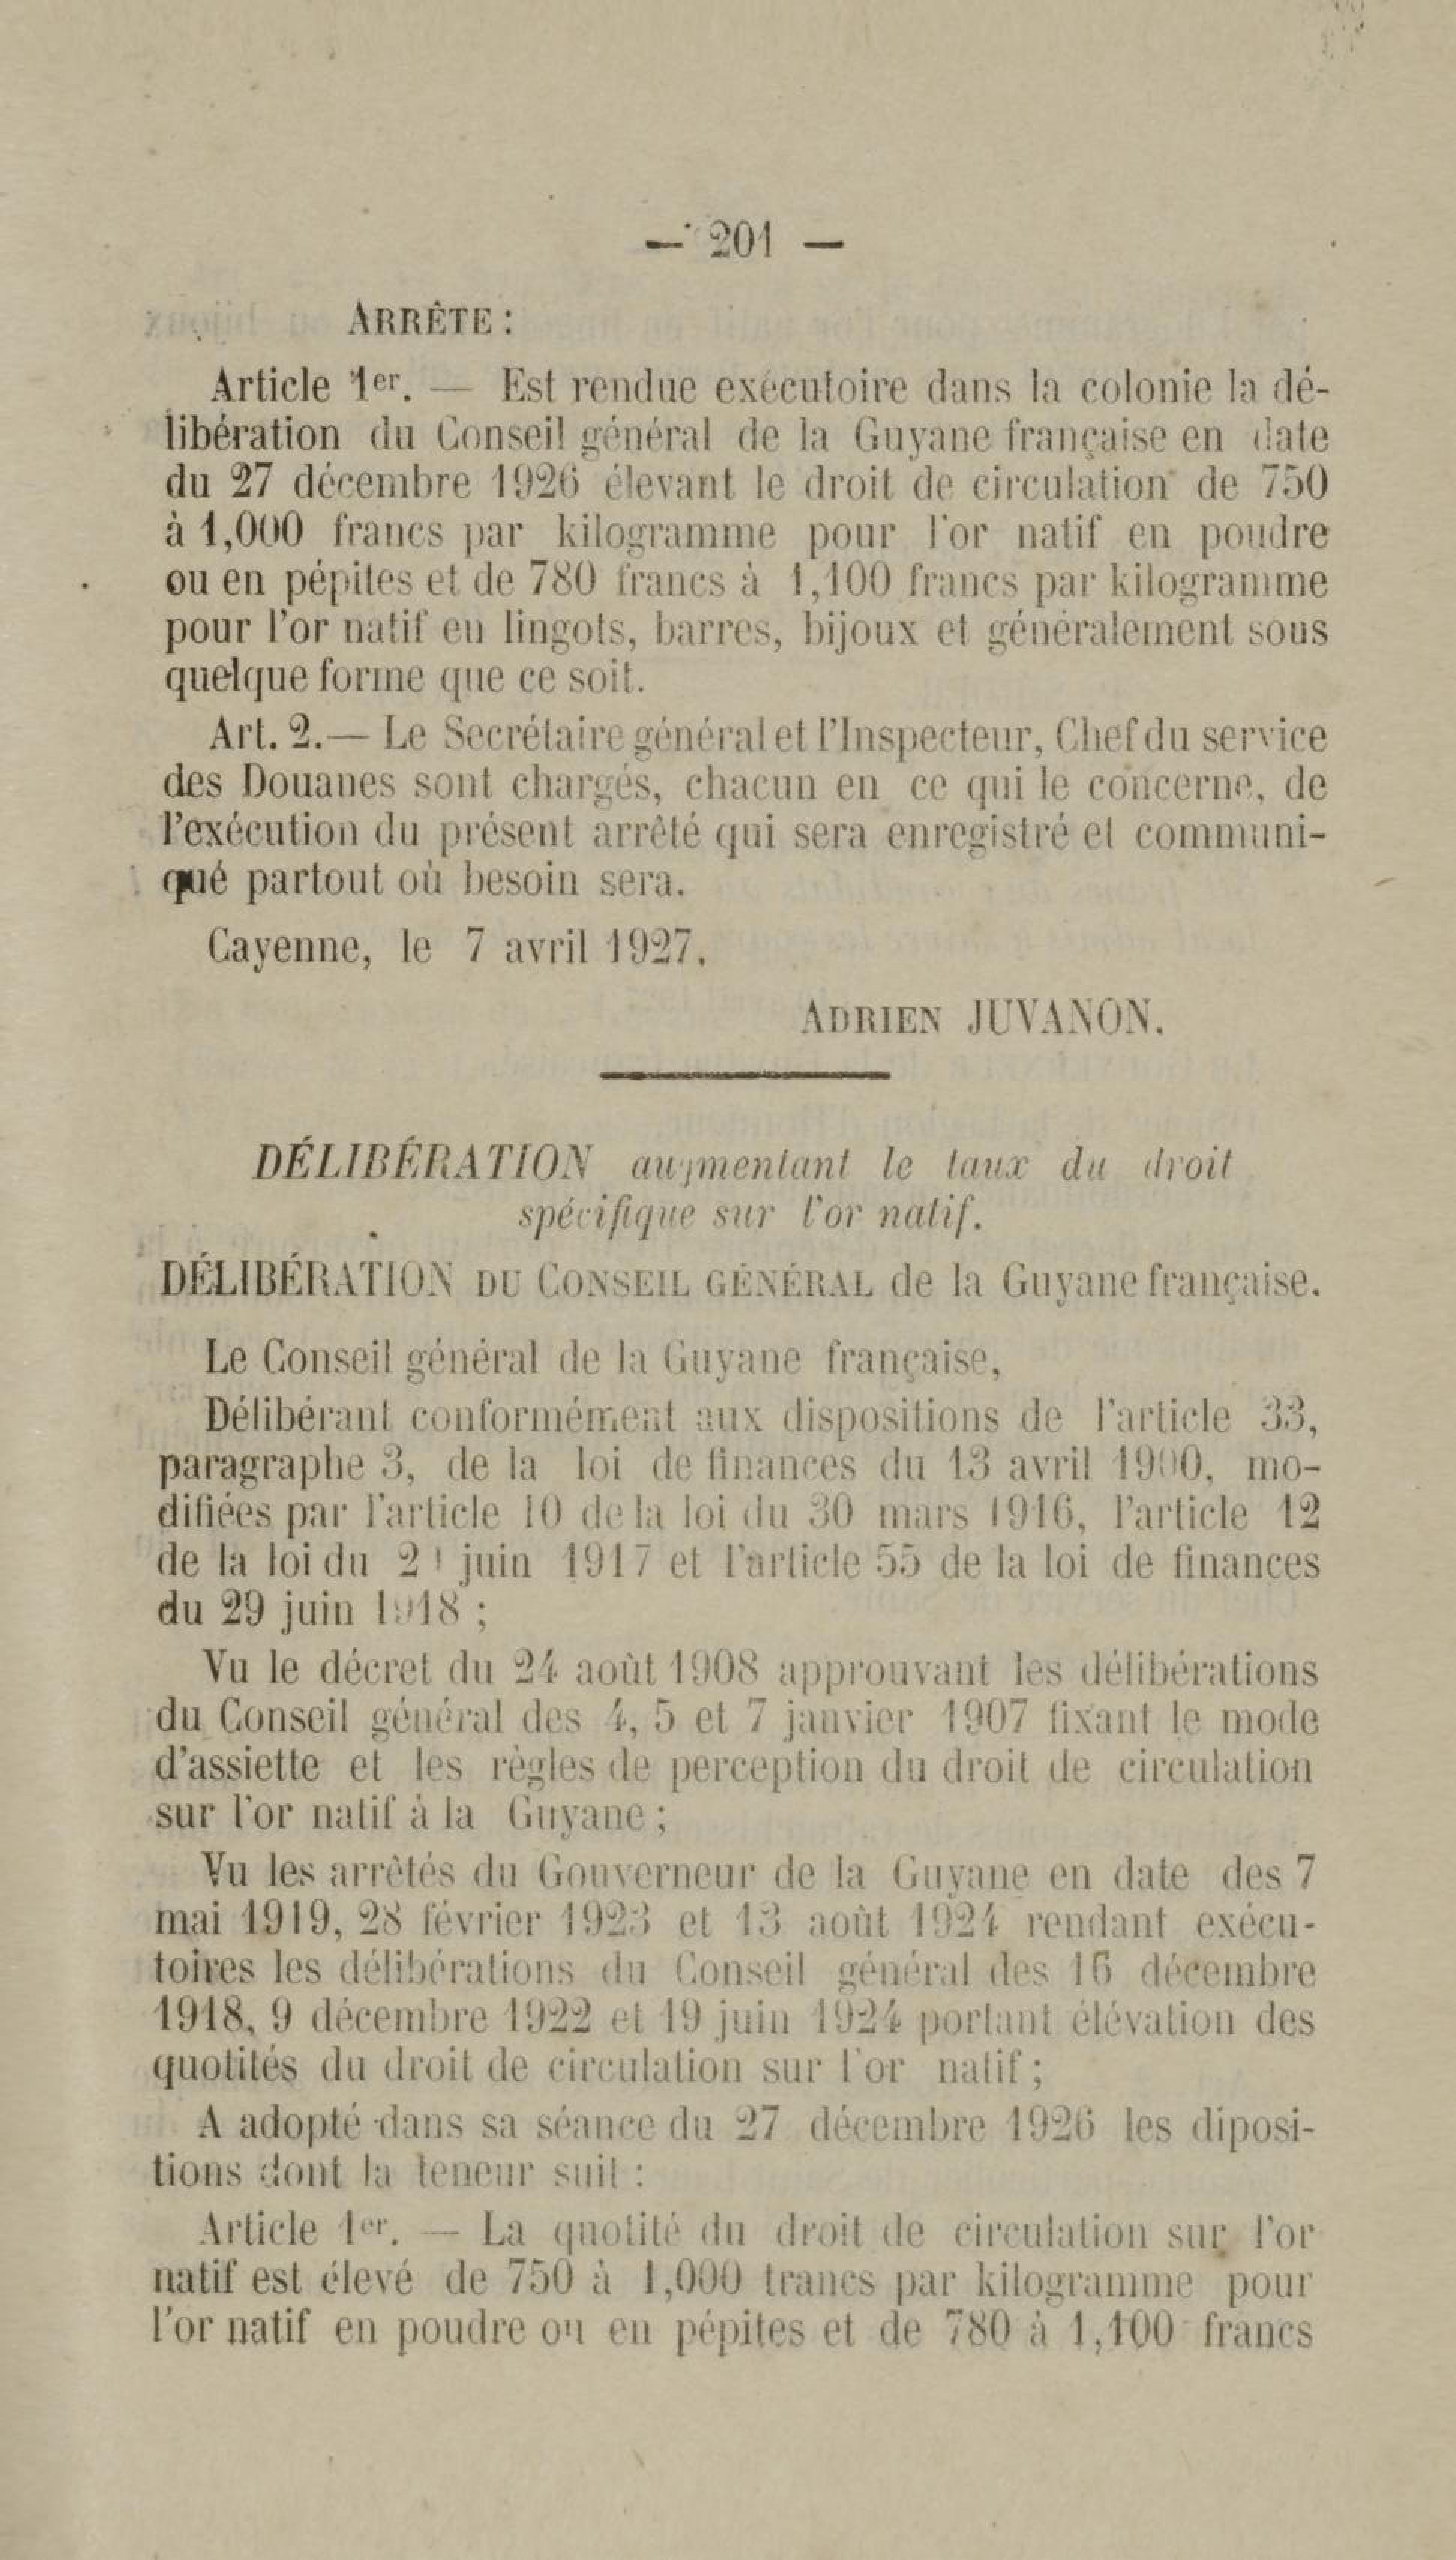 — 201 —
ARRÊTE :
Article 1er. — Est rendue exécutoire dans la colonie la dé-
libération du Conseil général de la Guyane française en date
du 27 décembre 1926 élevant le droit de circulation de 750
à 1,000 francs par kilogramme pour l'or natif en poudre
ou en pépites et de 780 francs à 1,100 francs par kilogramme
pour l'or natif en lingots, barres, bijoux et généralement sous
quelque forme que ce soit.
Art. 2.— Le Secrétaire général et l'Inspecteur, Chef du service
des Douanes sont chargés, chacun en ce qui le concerne, de
l'exécution du présent arrêté qui sera enregistré et communi-
qué partout où besoin sera.
Cayenne, le 7 avril 1927.
ADRIEN JUVANON.
DÉLIBÉRATION augmentant le taux du droit
spécifique sur l'or natif.
DÉLIBÉRATION DU CONSEIL GÉNÉRAL de la Guyane française.
Le Conseil général de la Guyane française,
Délibérant conformément aux dispositions de l'article 33,
paragraphe 3, de la loi de finances du 13 avril 1900, mo-
difiées par l'article 10 de la loi du 30 mars 1916, l'article 12
de la loi du juin 1917 et l'article 55 de la loi de finances
du 29 juin 1918 ;
Vu le décret du 24 août 1908 approuvant les délibérations
du Conseil général des 4, 5 et 7 janvier 1907 fixant le mode
d'assiette et les règles de perception du droit de circulation
sur l'or natif à la Guyane ;
Vu les arrêtés du Gouverneur de la Guyane en date des 7
mai 1919, 28 février 1923 et 13 août 1924 rendant exécu-
toires les délibérations du Conseil général des 16 décembre
1918, 9 décembre 1922 et 19 juin 1924 portant élévation des
quotités du droit de circulation sur l'or natif ;
A adopté dans sa séance du 27 décembre 1926 les diposi-
tions dont la teneur suit :
Article 1er. — La quotité du droit de circulation sur l'or
natif est élevé de 750 à 1,000 francs par kilogramme pour
l'or natif en poudre ou en pépites et de 780 à 1,100 francs